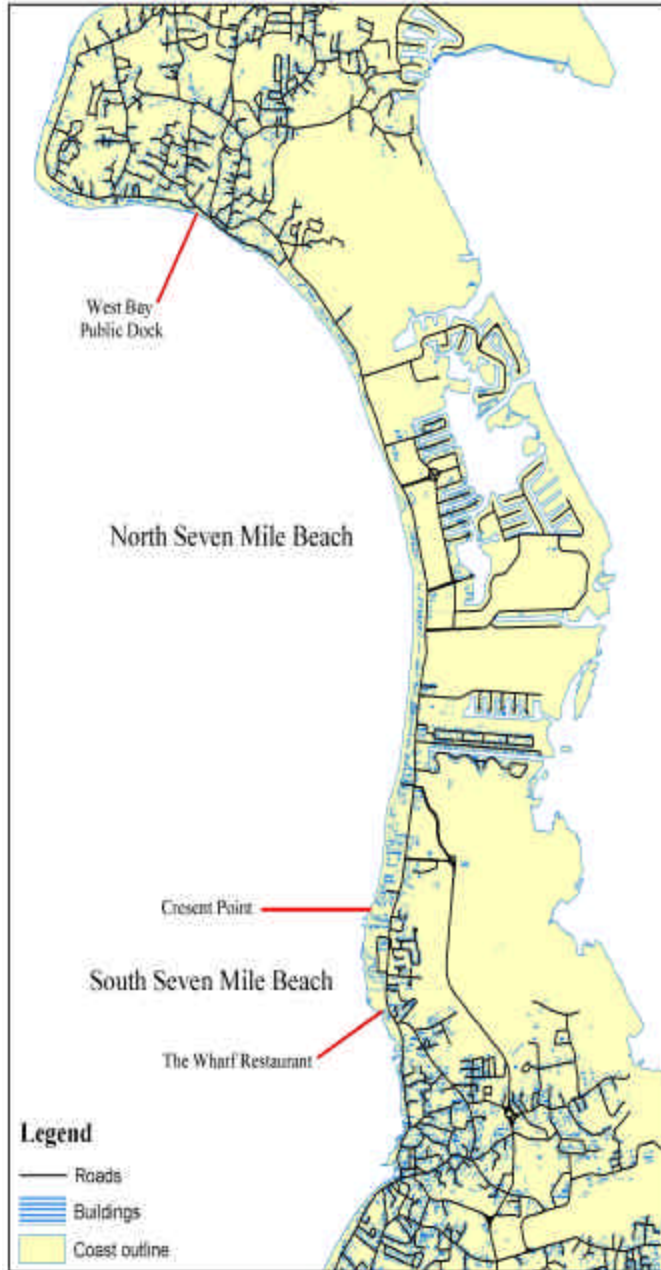 West Bay
Public Dock
North Seven Mile Beach
Cresent Point
South Seven Mile Beach
The Wharf Restaurant
Legend
Roads
Buildings
Coast outline